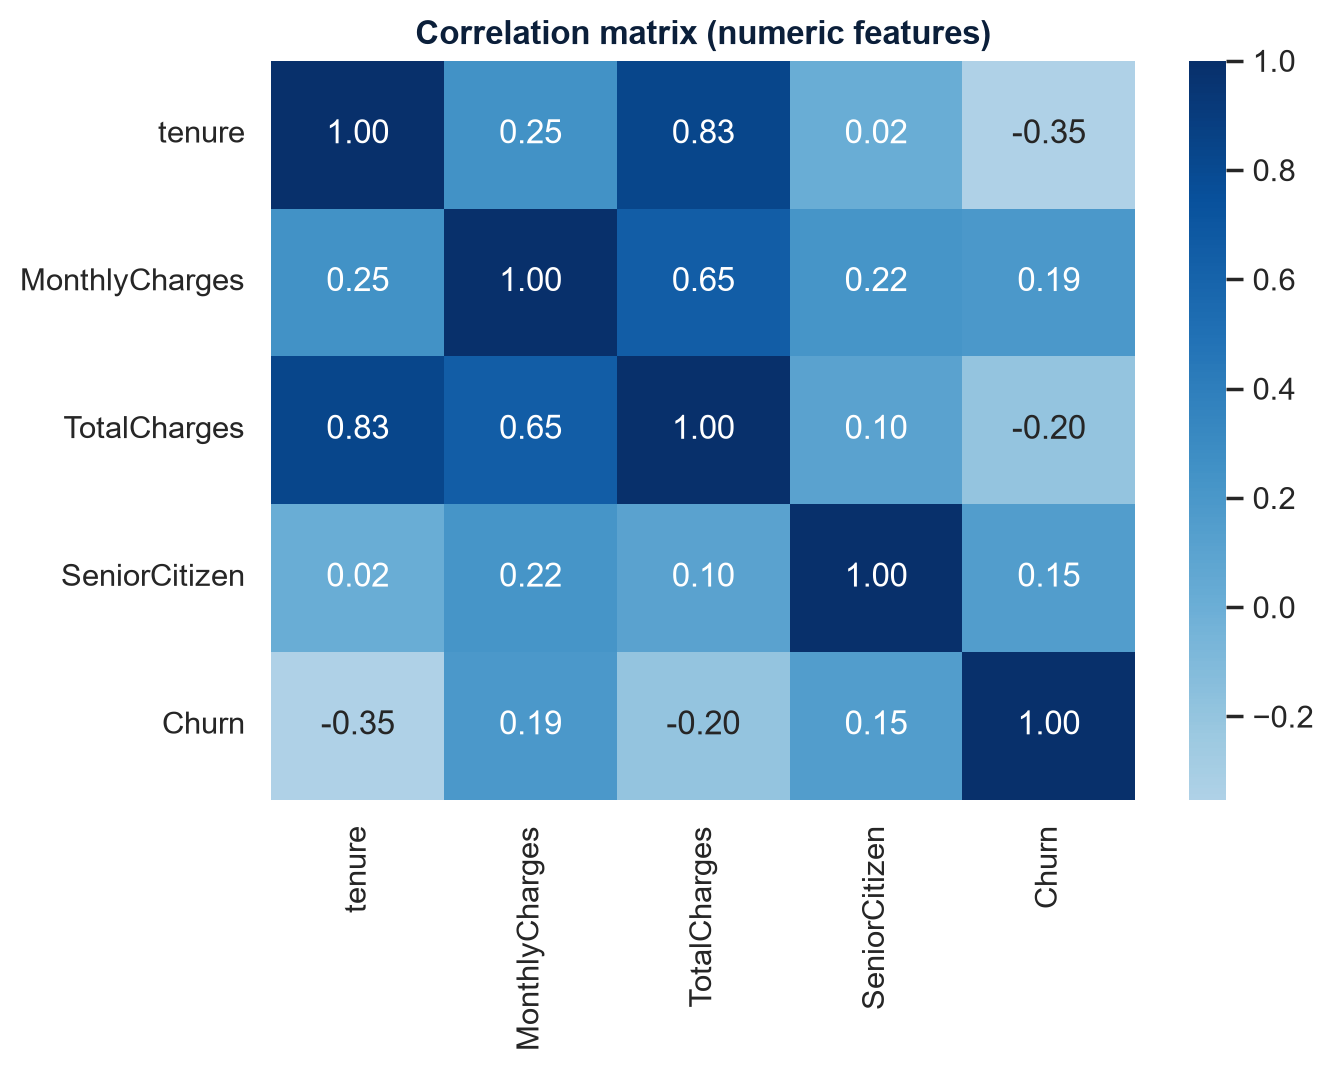 Correlation matrix (numeric features)
tenure 1.00 0.25 0.83 0.02 -0.35
MonthlyCharges 0.25 1.00 0.65 0.22 0.19
TotalCharges 0.83 0.65 1.00 0.10 -0.20
SeniorCitizen 0.02 0.22 0.10 1.00 0.15
Churn -0.35 0.19 -0.20 0.15 1.00
tenure
MonthlyCharges
TotalCharges
SeniorCitizen
Churn
1.0
0.8
0.6
0.4
0.2
0.0
−0.2